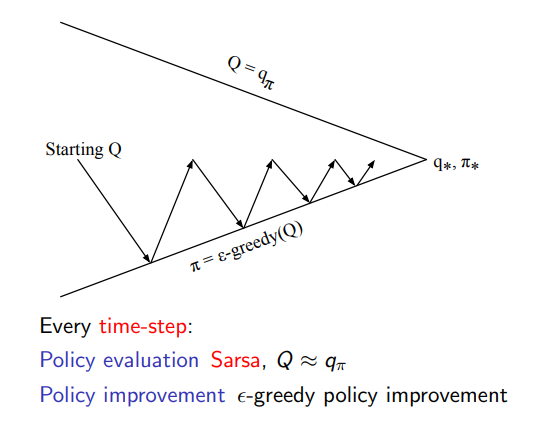 Q = qπ
Starting Q
q*, π*
π = ε-greedy(Q)
Every time-step:
Policy evaluation Sarsa, Q ≈ qπ
Policy improvement ϵ-greedy policy improvement